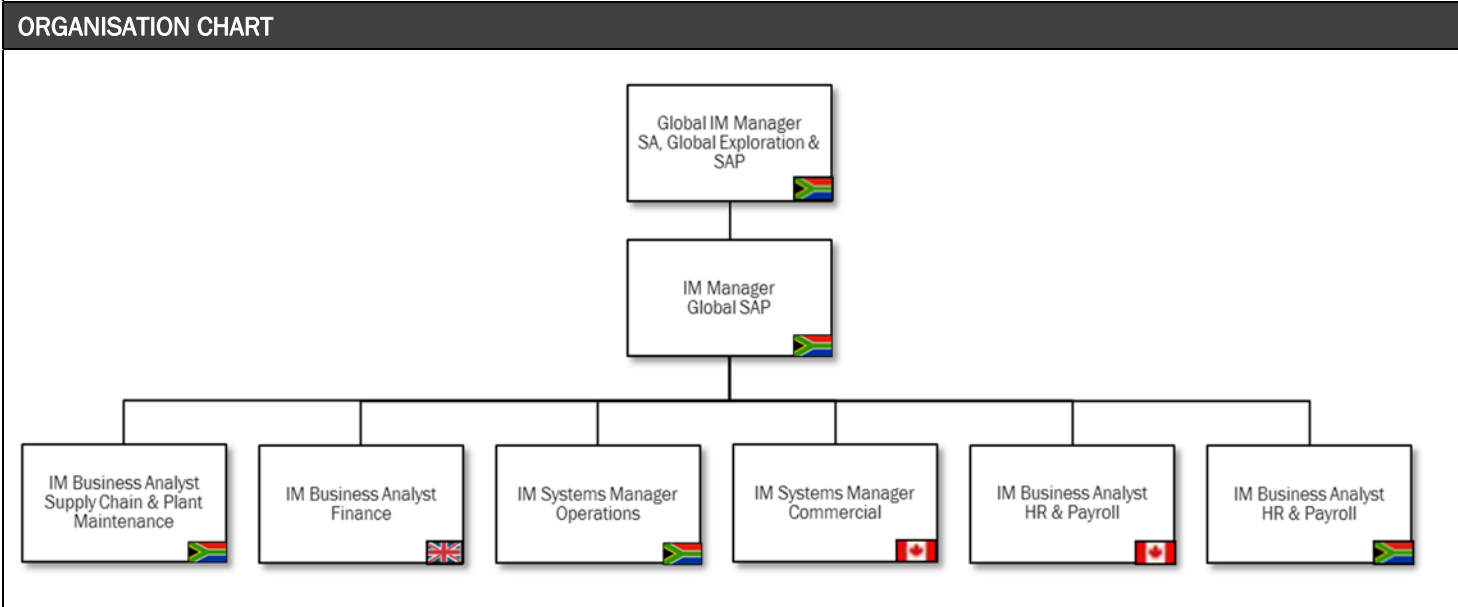 ORGANISATION CHART
Global IM Manager
SA, Global Exploration &
SAP
IM Manager
Global SAP
IM Business Analyst
Supply Chain & Plant
Maintenance
IM Business Analyst
Finance
IM Systems Manager
Operations
IM Systems Manager
Commercial
IM Business Analyst
HR & Payroll
IM Business Analyst
HR & Payroll